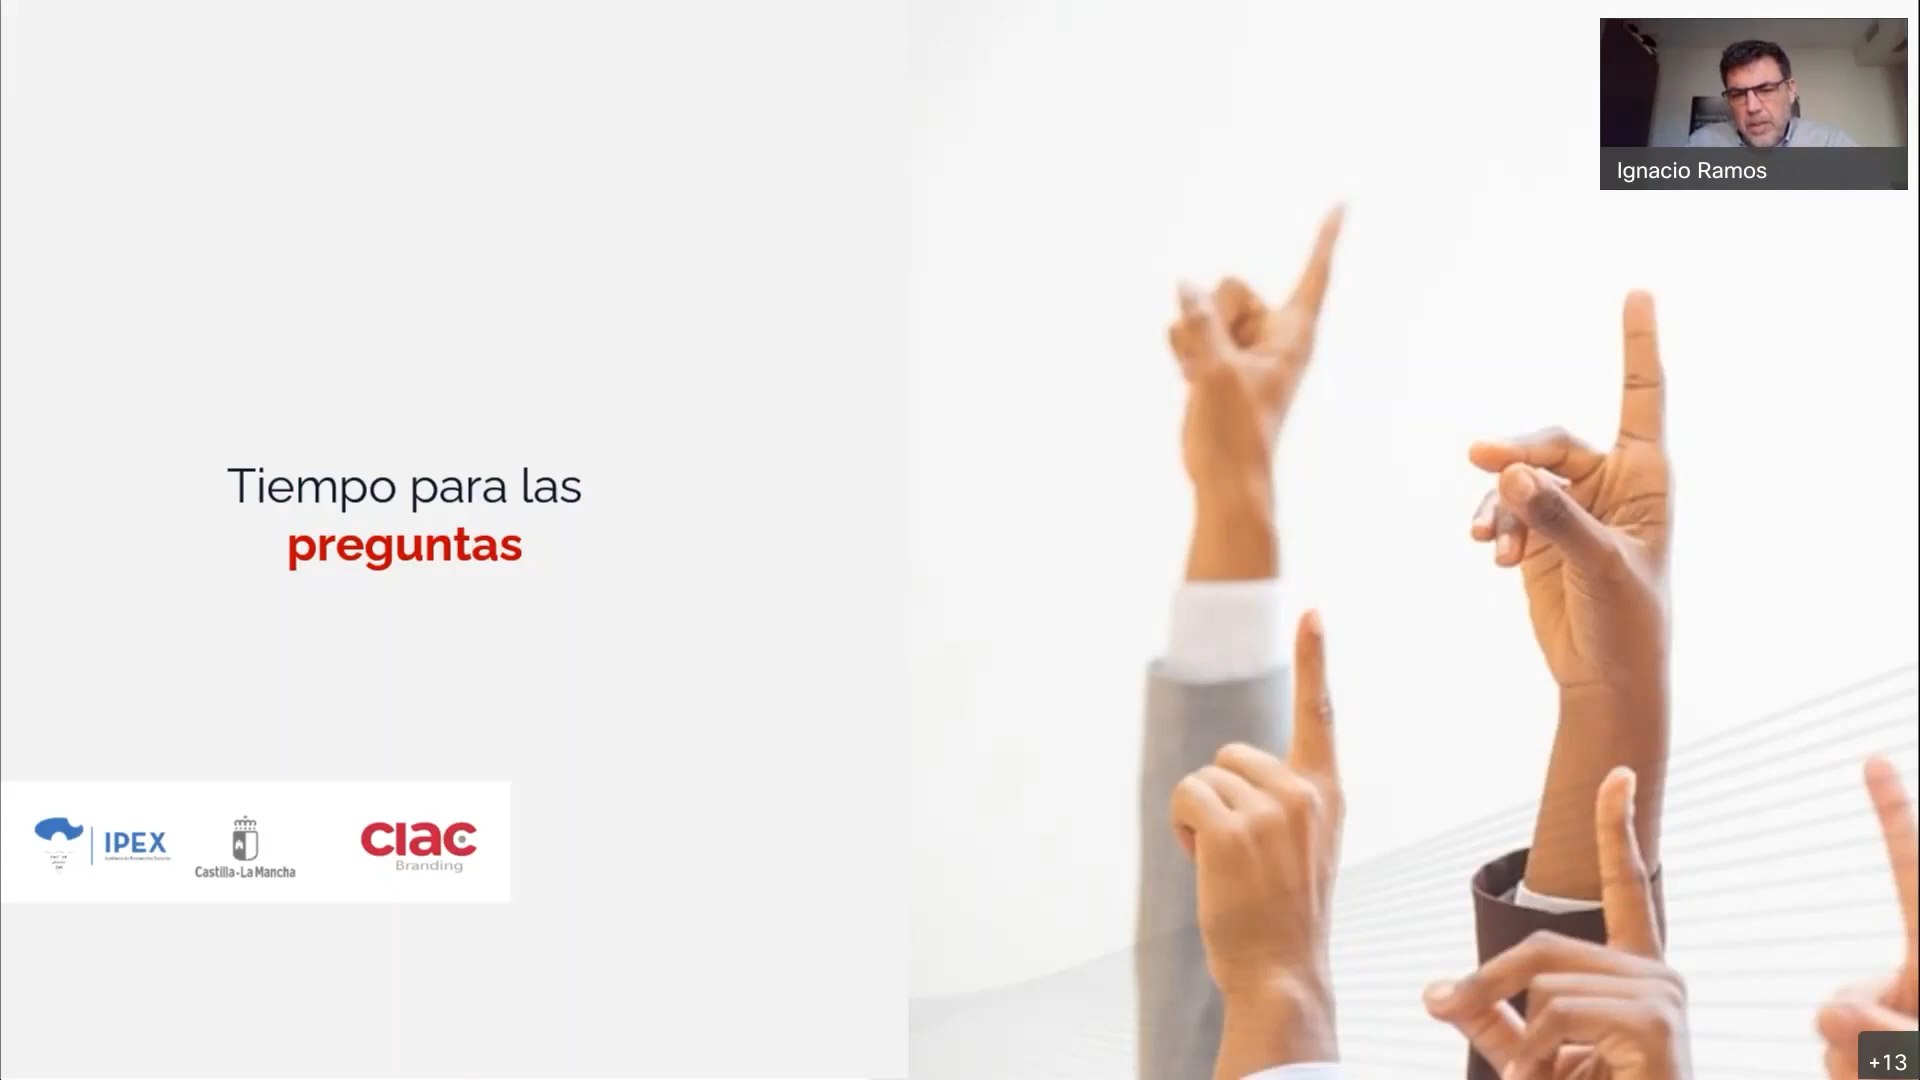 Ignacio Ramos
Tiempo para las
preguntas
IPEX
Castilla-La Mancha
CIAC
Branding
+13